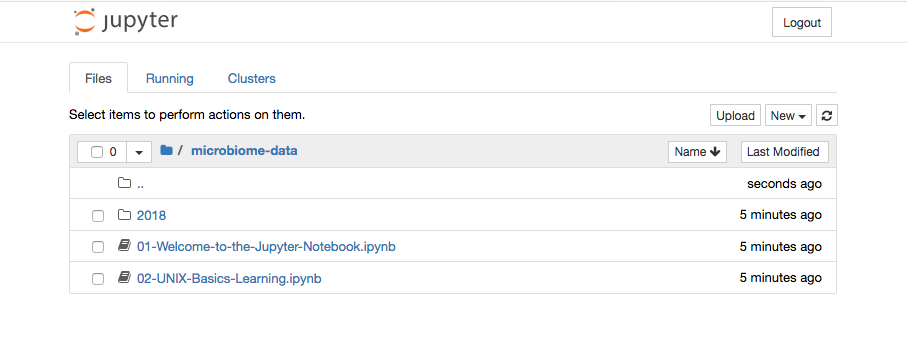 jupyter
Logout
Files Running Clusters
Select items to perform actions on them.
Upload New
0 / microbiome-data Name Last Modified
.. seconds ago
2018 5 minutes ago
01-Welcome-to-the-Jupyter-Notebook.ipynb 5 minutes ago
02-UNIX-Basics-Learning.ipynb 5 minutes ago